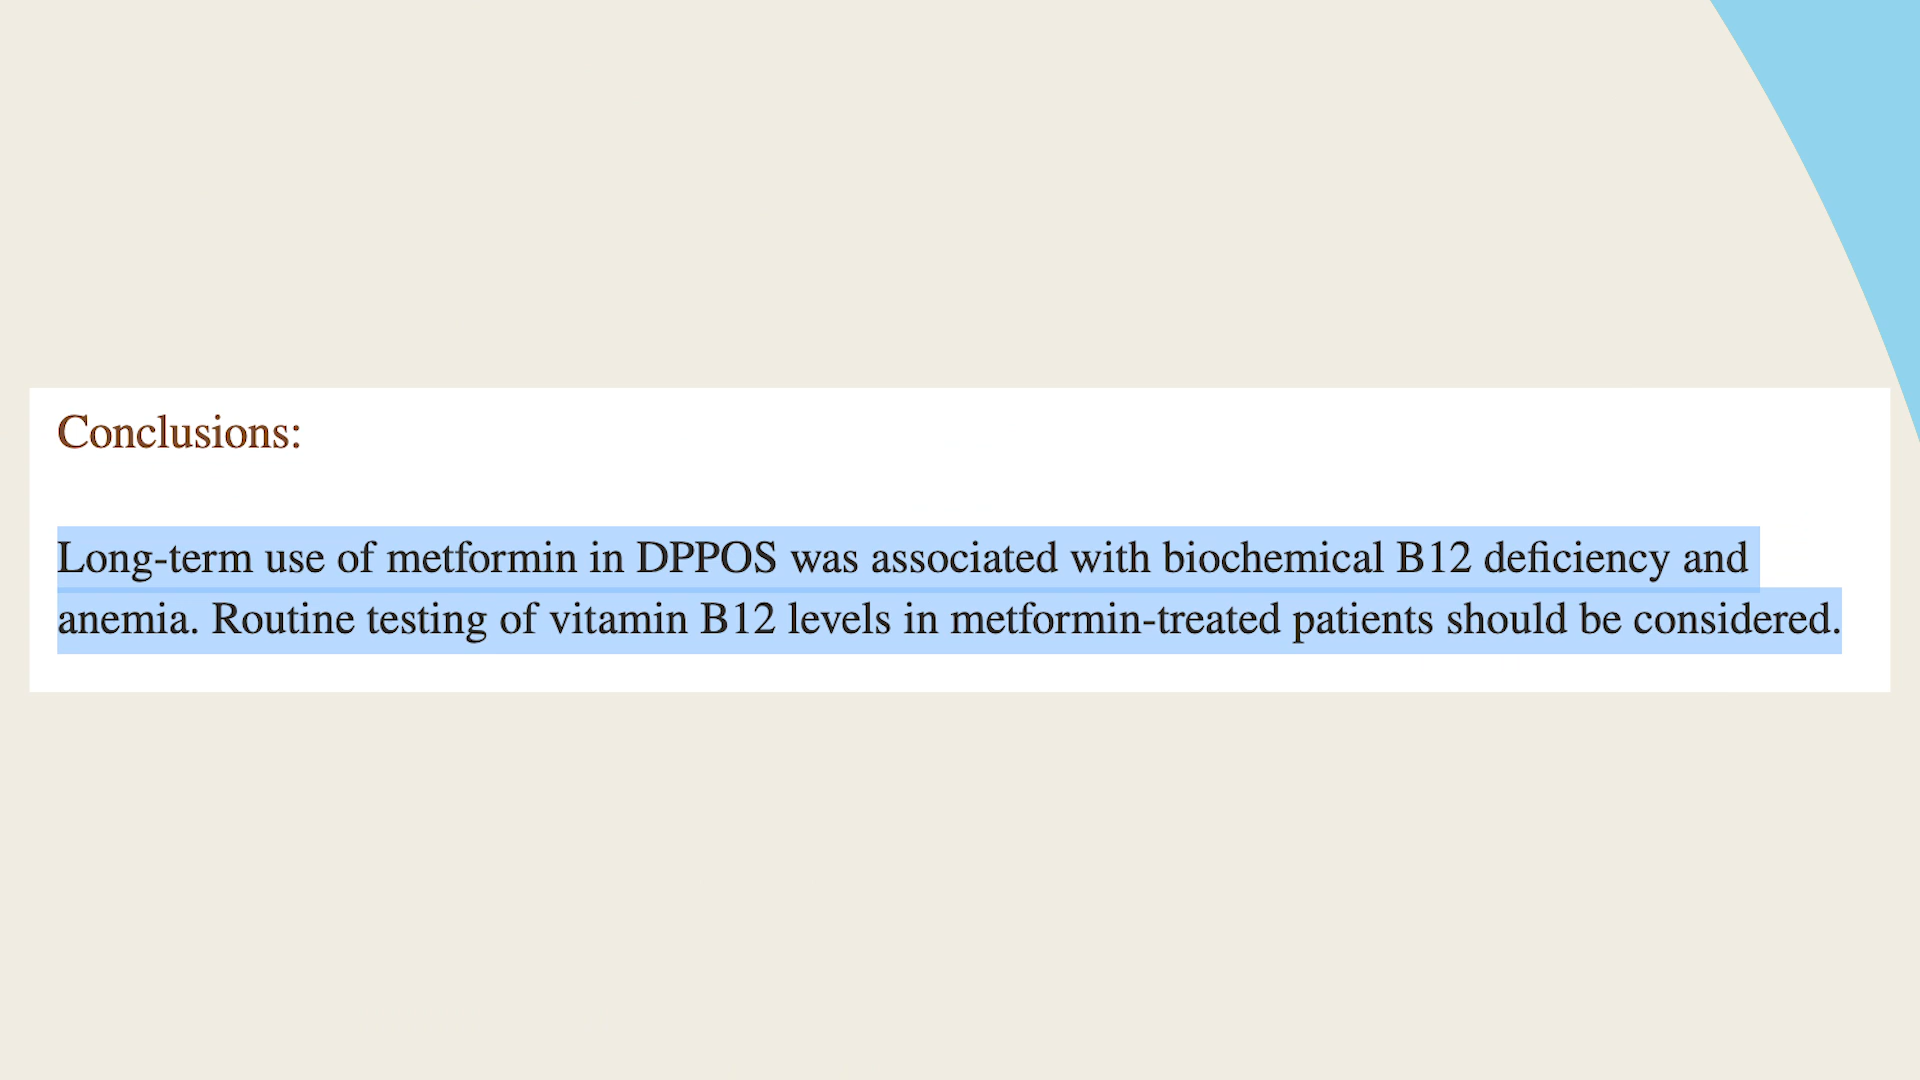 Conclusions:
Long-term use of metformin in DPPOS was associated with biochemical B12 deficiency and
anemia. Routine testing of vitamin B12 levels in metformin-treated patients should be considered.